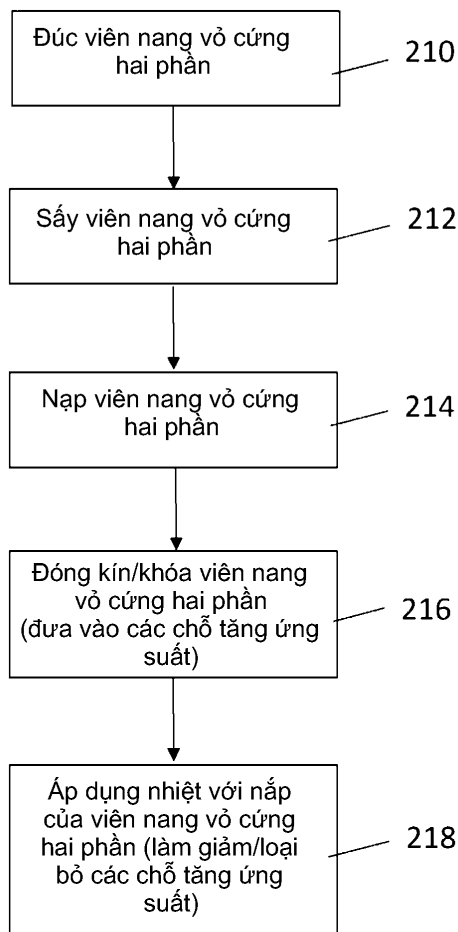 Đúc viên nang vỏ cứng
hai phần
210
Sấy viên nang vỏ cứng
hai phần
212
Nạp viên nang vỏ cứng
hai phần
214
Đóng kín/khóa viên nang
vỏ cứng hai phần
(đưa vào các chỗ tăng ứng
suất)
216
Áp dụng nhiệt với nắp
của viên nang vỏ cứng
hai phần (làm giảm/loại
bỏ các chỗ tăng ứng
suất)
218